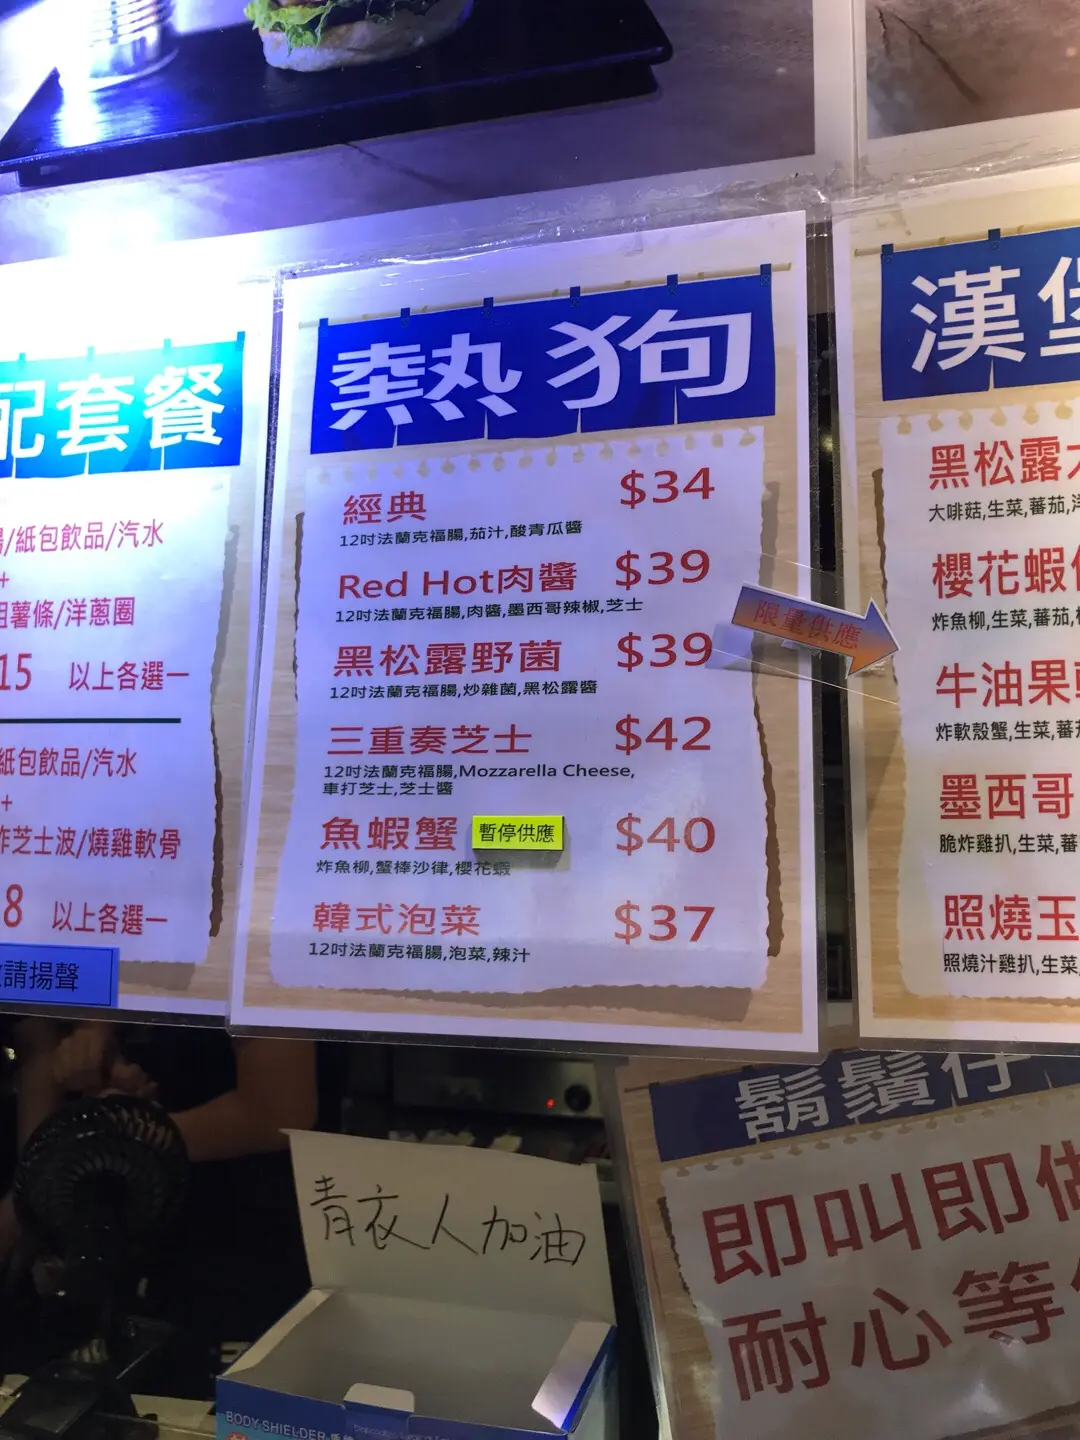 配套餐
/紙包飲品/汽水
+
薯條/洋蔥圈
15 以上各選一
紙包飲品/汽水
+
炸芝士波/燒雞軟骨
8 以上各選一
請揚聲
熱狗
經典 $34
12吋法蘭克福腸,茄汁,酸青瓜醬
Red Hot肉醬 $39
12吋法蘭克福腸,肉醬,墨西哥辣椒,芝士
黑松露野菌 $39
12吋法蘭克福腸,炒雜菌,黑松露醬
三重奏芝士 $42
12吋法蘭克福腸,Mozzarella Cheese,
車打芝士,芝士醬
魚蝦蟹 暫停供應 $40
炸魚柳,蟹棒沙律,櫻花蝦
韓式泡菜 $37
12吋法蘭克福腸,泡菜,辣汁
限量供應
漢堡
黑松露
大啡菇,生菜,蕃茄,
櫻花蝦
炸魚柳,生菜,蕃茄,
牛油果
炸軟殼蟹,生菜,蕃茄
墨西哥
脆炸雞扒,生菜,蕃
照燒玉
照燒汁雞扒,生菜,
鬍鬚仔
即叫即做
耐心等
青衣人加油
BODY SHIELDER